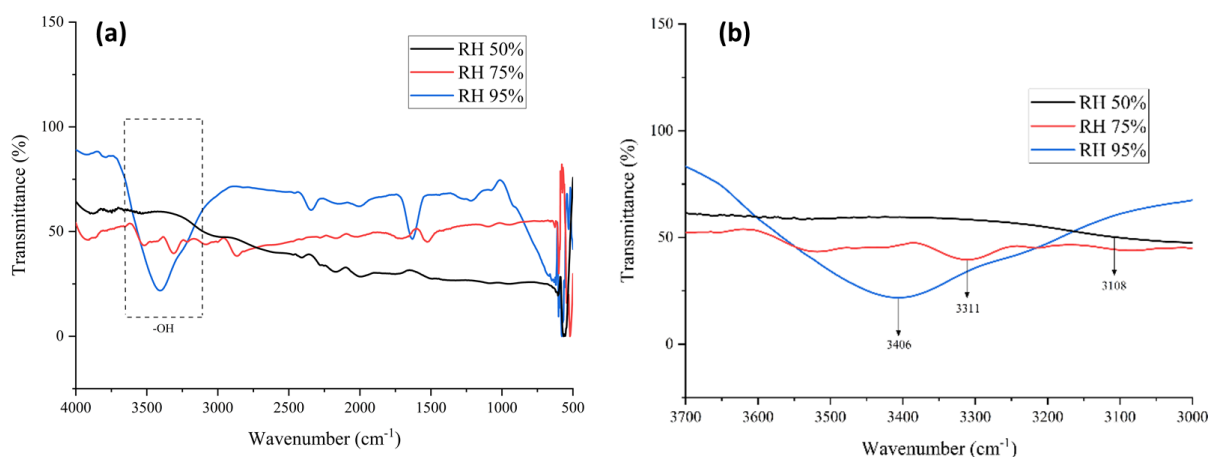 (a)
RH 50%
RH 75%
RH 95%
150
100
50
0
Transmittance (%)
-OH
4000 3500 3000 2500 2000 1500 1000 500
Wavenumber (cm⁻¹)
(b)
RH 50%
RH 75%
RH 95%
150
100
50
0
Transmittance (%)
3406
3311
3108
3700 3600 3500 3400 3300 3200 3100 3000
Wavenumber (cm⁻¹)